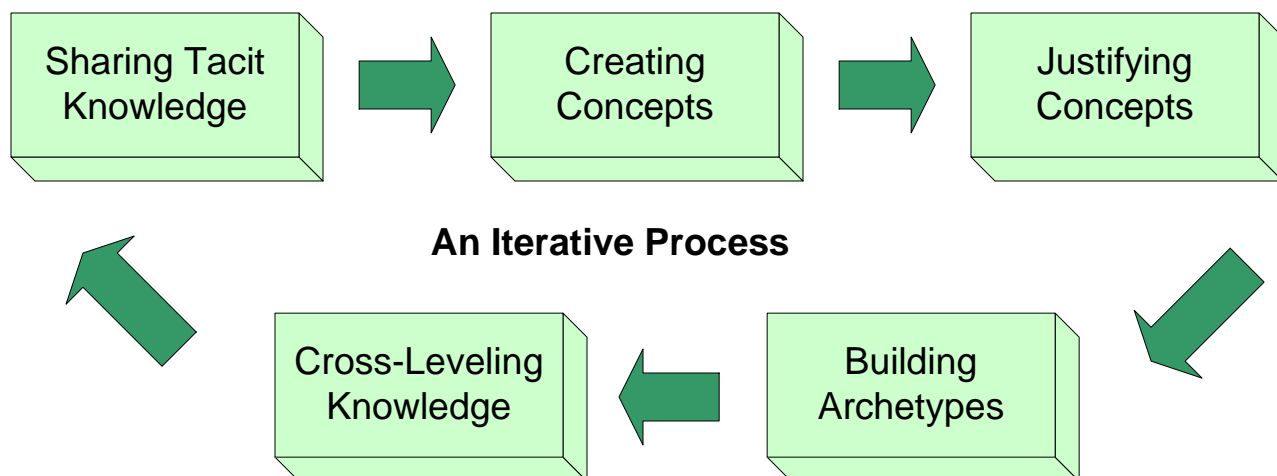 Sharing Tacit
Knowledge
Creating
Concepts
Justifying
Concepts
An Iterative Process
Cross-Leveling
Knowledge
Building
Archetypes